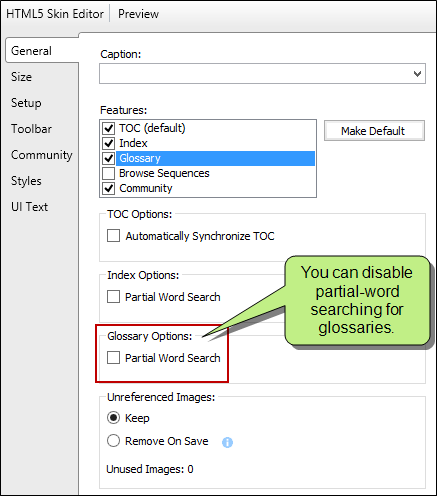 HTML5 Skin Editor Preview
General
Size
Setup
Toolbar
Community
Styles
UI Text
Caption:
Features:
TOC (default)
Index
Glossary
Browse Sequences
Community
Make Default
TOC Options:
Automatically Synchronize TOC
Index Options:
Partial Word Search
You can disable
partial-word
searching for
glossaries.
Glossary Options:
Partial Word Search
Unreferenced Images:
Keep
Remove On Save
Unused Images: 0